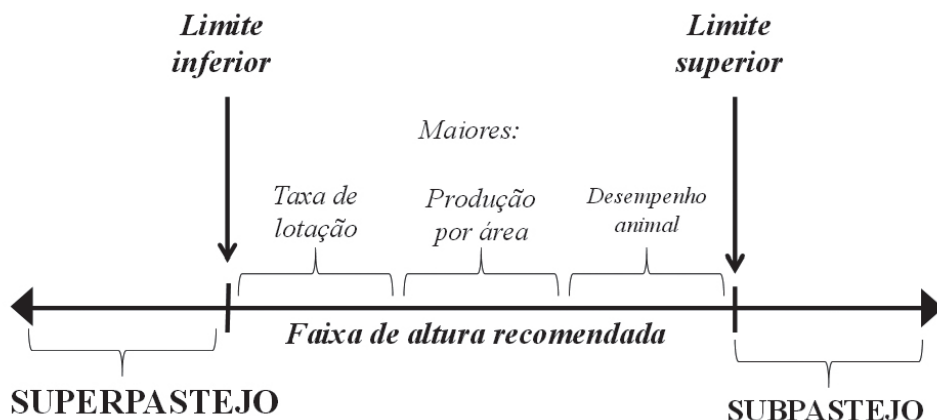 Limite
inferior
Limite
superior
Maiores:
Taxa de
lotação
Produção
por área
Desempenho
animal
Faixa de altura recomendada
SUPERPASTEJO
SUBPASTEJO